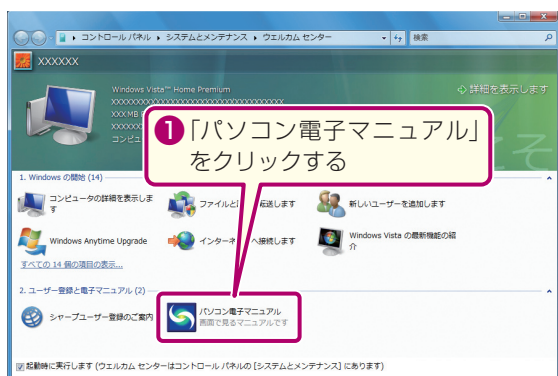 コントロール パネル ▸ システムとメンテナンス ▸ ウェルカム センター
検索
XXXXXX
Windows Vista™ Home Premium
詳細を表示します
XXXXXXXXXXXXXXXXXXXXXXXXXXXXXXXXXX
XXX MB
XXXXXX
コンピュ
❶「パソコン電子マニュアル」
をクリックする
1. Windows の開始 (14)
コンピュータの詳細を表示しま
す
ファイルと
転送します
新しいユーザーを追加します
Windows Anytime Upgrade
インターネ
へ接続します
Windows Vista の最新機能の紹
介
すべての 14 個の項目の表示...
2. ユーザー登録と電子マニュアル (2)
シャープユーザー登録のご案内
パソコン電子マニュアル
画面で見るマニュアルです
起動時に実行します (ウェルカム センターはコントロール パネルの [システムとメンテナンス] にあります)